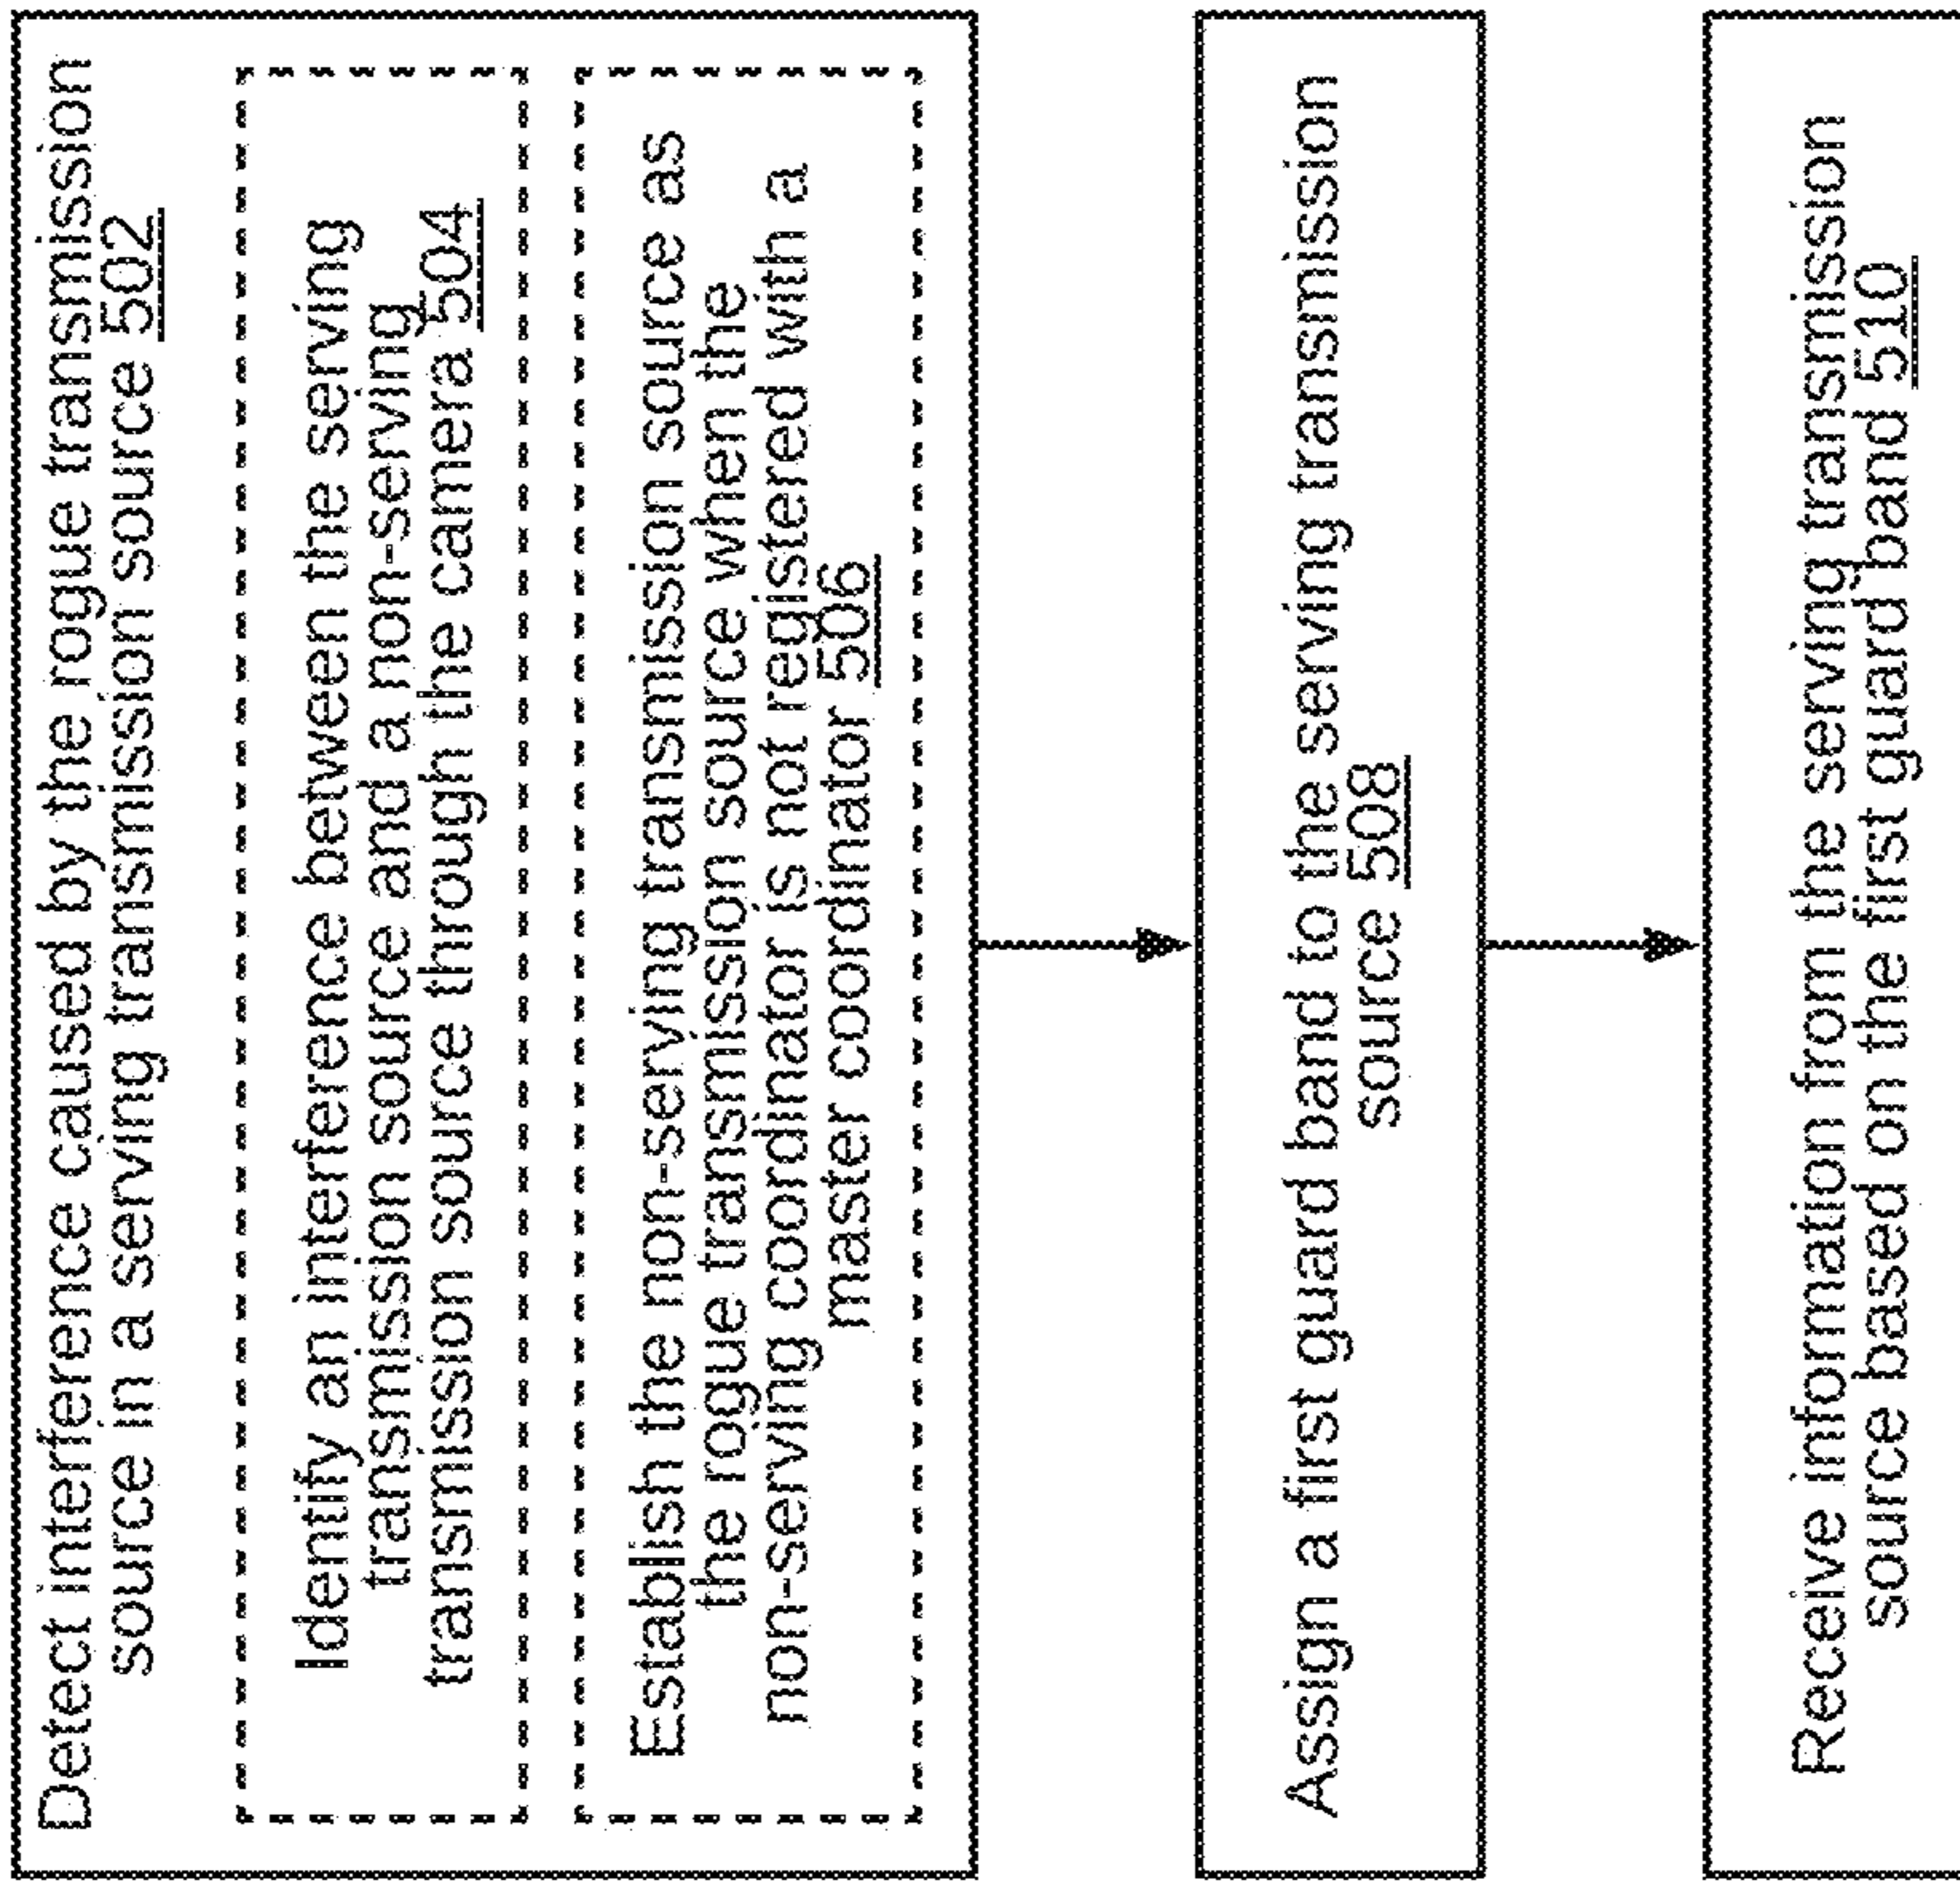 Detect interference caused by the rogue transmission
source in a serving transmission source 502
Identify an interference between the serving
transmission source and a non-serving
transmission source through the camera 504
Establish the non-serving transmission source as
the rogue transmission source when the
non-serving coordinator is not registered with a
master coordinator 506
Assign a first guard band to the serving transmission
source 508
Receive information from the serving transmission
source based on the first guard band 510